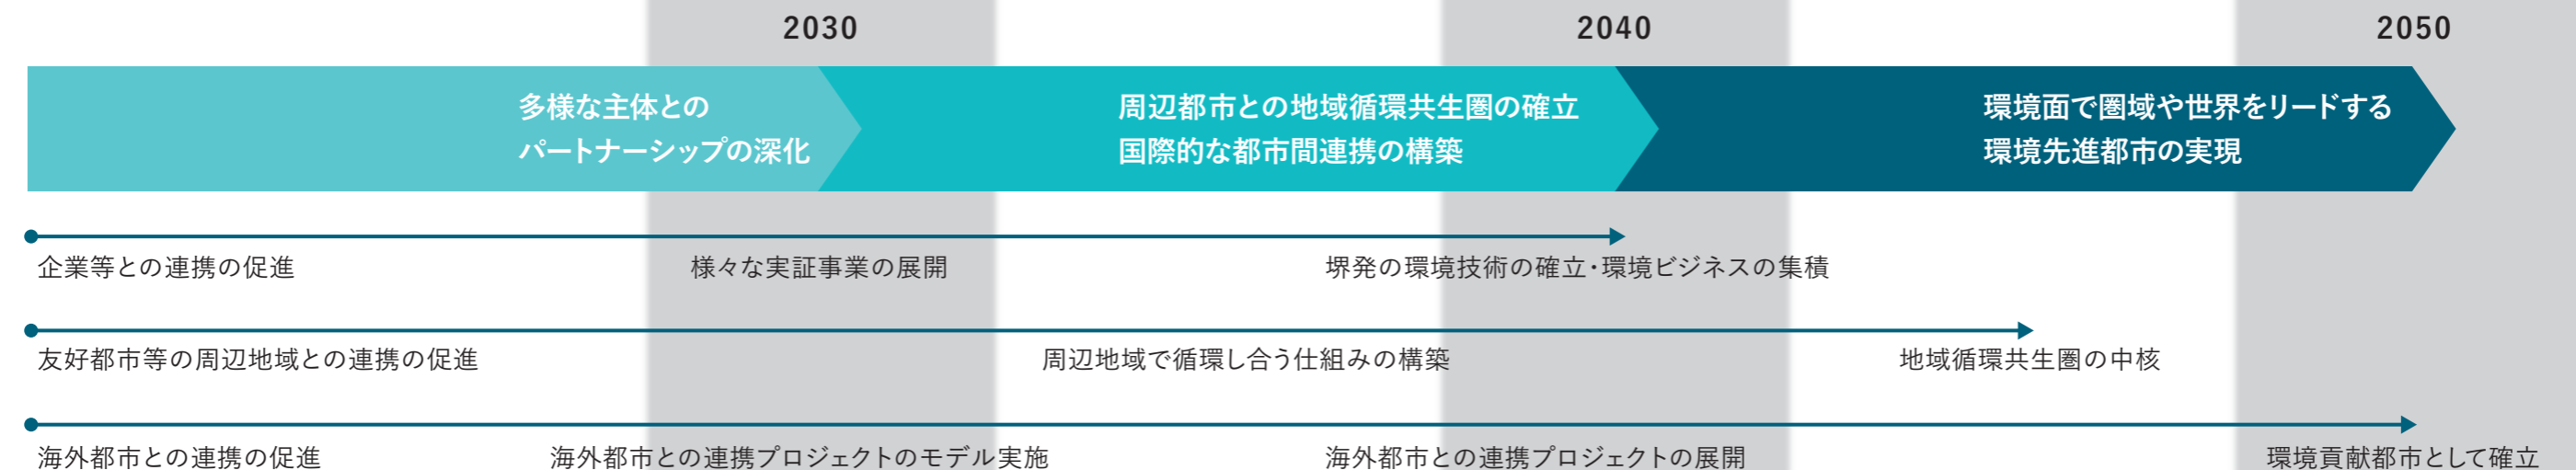 2030
2040
2050
多様な主体との
パートナーシップの深化
周辺都市との地域循環共生圏の確立
国際的な都市間連携の構築
環境面で圏域や世界をリードする
環境先進都市の実現
企業等との連携の促進
様々な実証事業の展開
堺発の環境技術の確立・環境ビジネスの集積
友好都市等の周辺地域との連携の促進
周辺地域で循環し合う仕組みの構築
地域循環共生圏の中核
海外都市との連携の促進
海外都市との連携プロジェクトのモデル実施
海外都市との連携プロジェクトの展開
環境貢献都市として確立